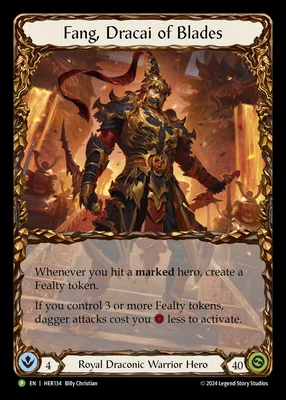 Fang, Dracai of Blades
Whenever you hit a marked hero, create a
Fealty token.
If you control 3 or more Fealty tokens,
dagger attacks cost you less to activate.
4 Royal Draconic Warrior Hero 40
P EN | HER134 Billy Christian © 2024 Legend Story Studios